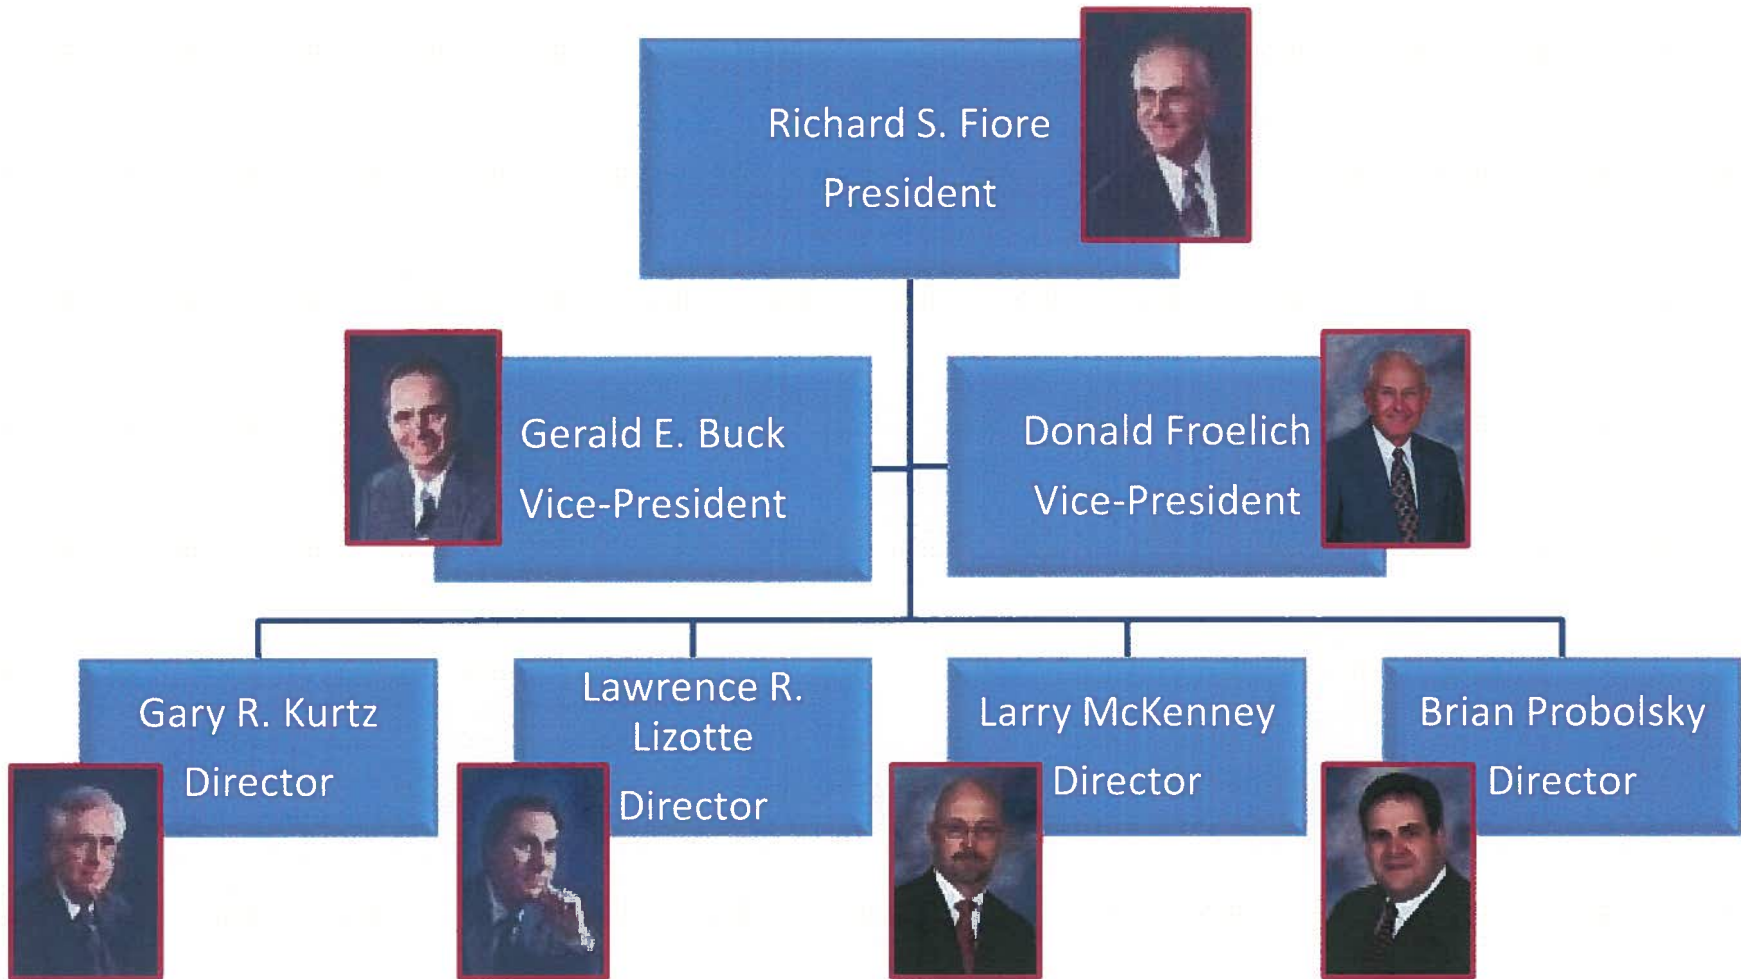 Richard S. Fiore
President
Gerald E. Buck
Vice-President
Donald Froelich
Vice-President
Gary R. Kurtz
Director
Lawrence R.
Lizotte
Director
Larry McKenney
Director
Brian Probolsky
Director